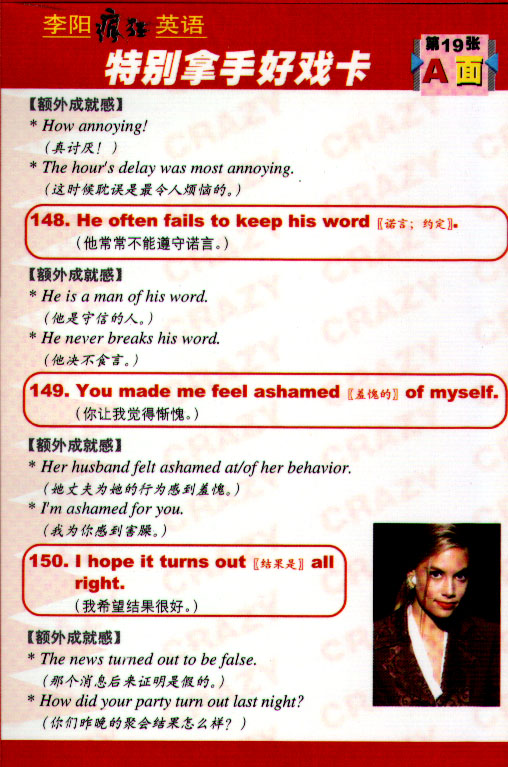 李阳疯狂英语
特别拿手好戏卡
第19张
A面
【额外成就感】
* How annoying!
(真讨厌！)
* The hour's delay was most annoying.
(这时候耽误是最令人烦恼的。)
148. He often fails to keep his word〖诺言；约定〗.
(他常常不能遵守诺言。)
【额外成就感】
* He is a man of his word.
(他是守信的人。)
* He never breaks his word.
(他决不食言。)
149. You made me feel ashamed〖羞愧的〗of myself.
(你让我觉得惭愧。)
【额外成就感】
* Her husband felt ashamed at/of her behavior.
(她丈夫为她的行为感到羞愧。)
* I'm ashamed for you.
(我为你感到害臊。)
150. I hope it turns out〖结果是〗all
right.
(我希望结果很好。)
【额外成就感】
* The news turned out to be false.
(那个消息后来证明是假的。)
* How did your party turn out last night?
(你们昨晚的聚会结果怎么样？)
CRAZY